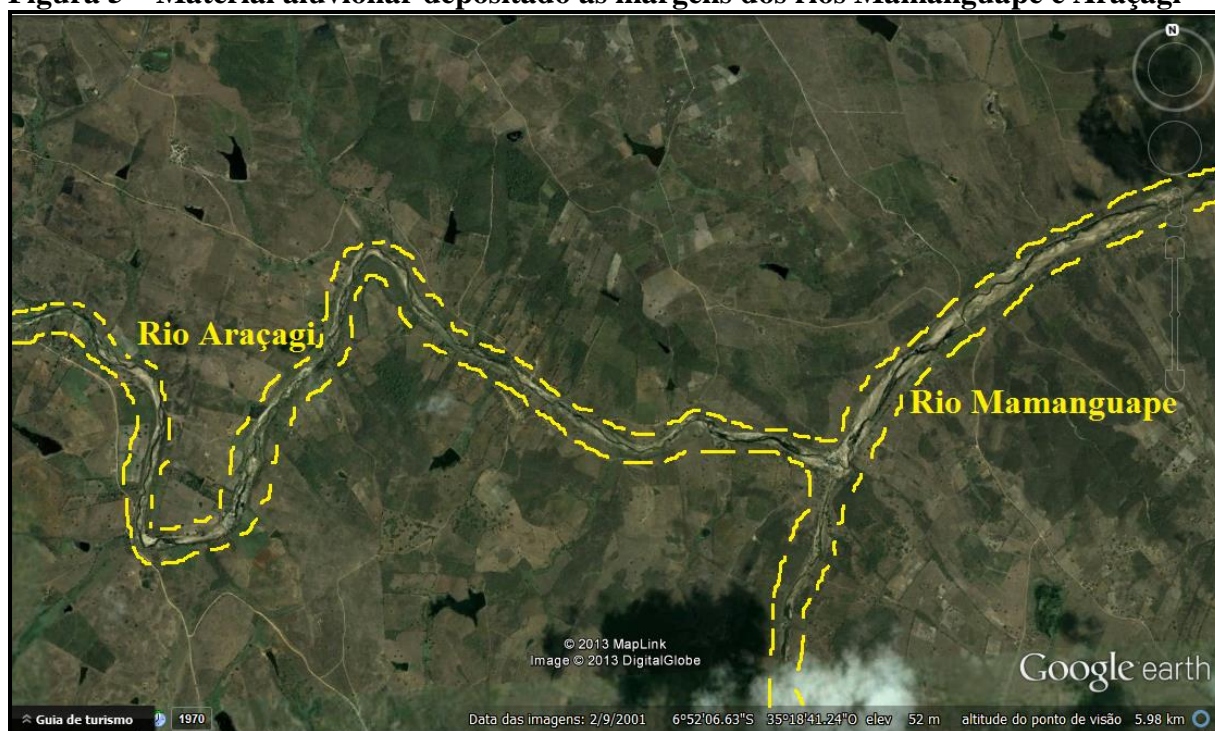 Figura 3 – Material aluvionar depositado às margens dos rios Mamanguape e Araçagi
N
Rio Araçagi
Rio Mamanguape
© 2013 MapLink
Image © 2013 DigitalGlobe
Google earth
Guia de turismo
1970
Data das imagens: 2/9/2001 6°52'06.63"S 35°18'41.24"O elev 52 m altitude do ponto de visão 5.98 km